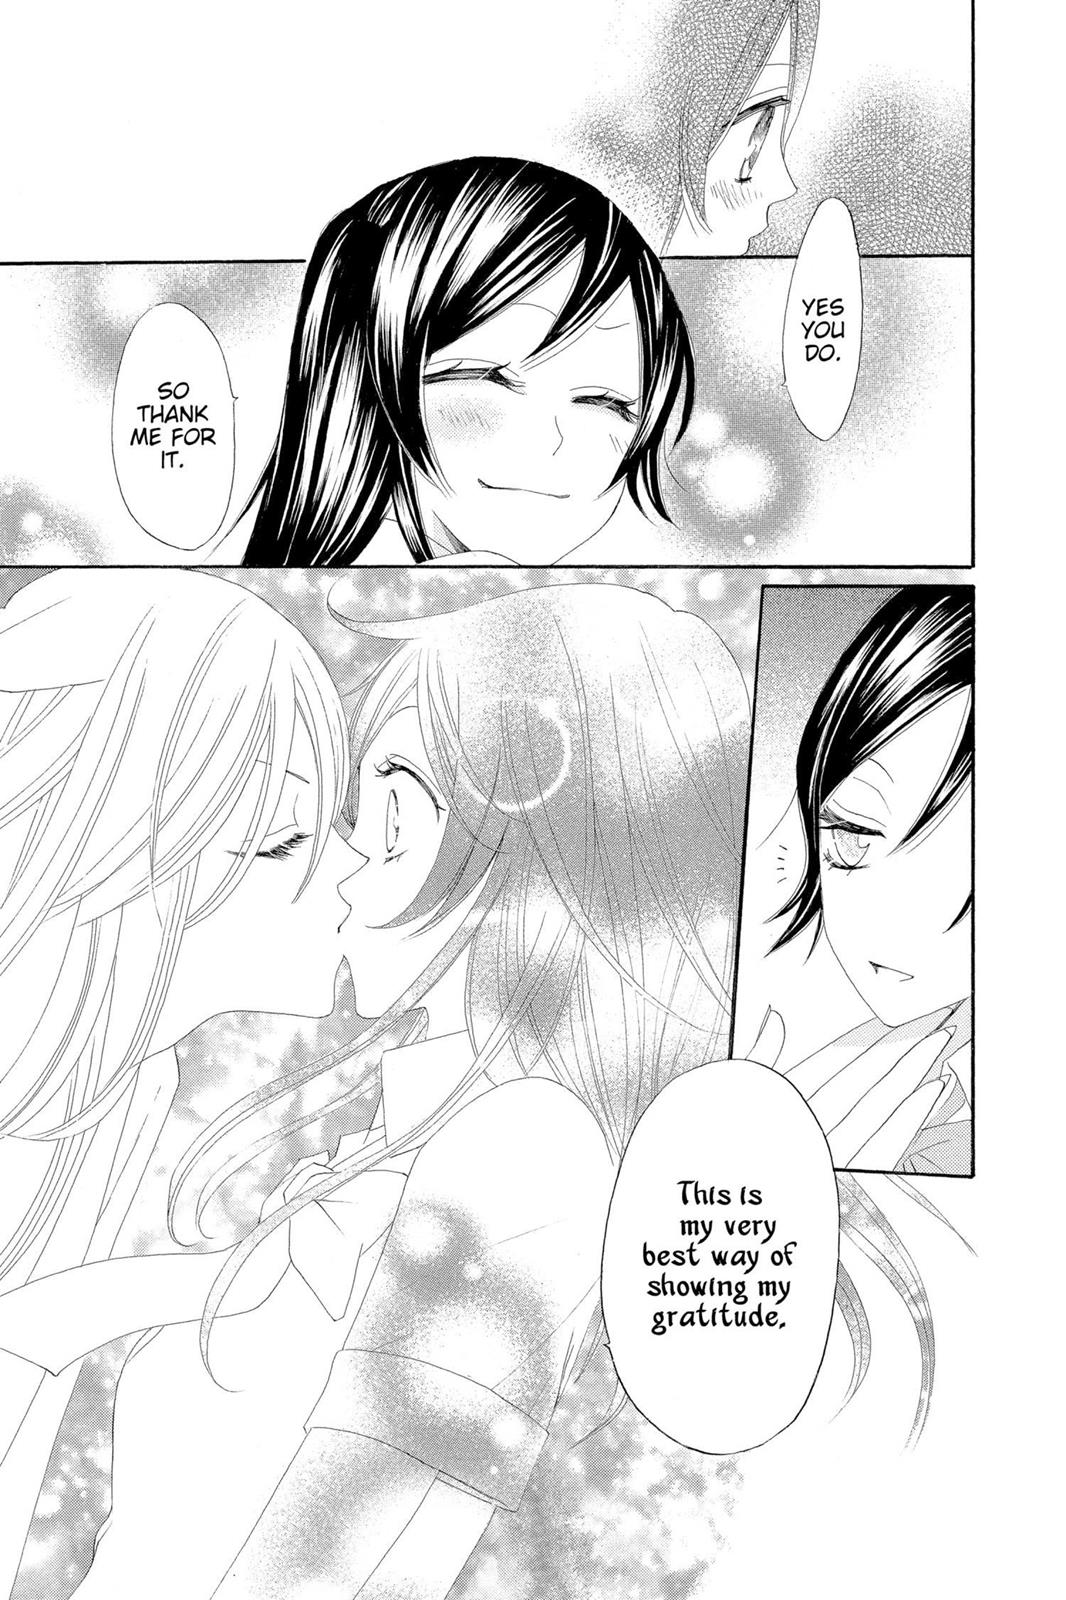 YES
YOU
DO.
SO
THANK
ME FOR
IT.
This is
my very
best way of
showing my
gratitude.